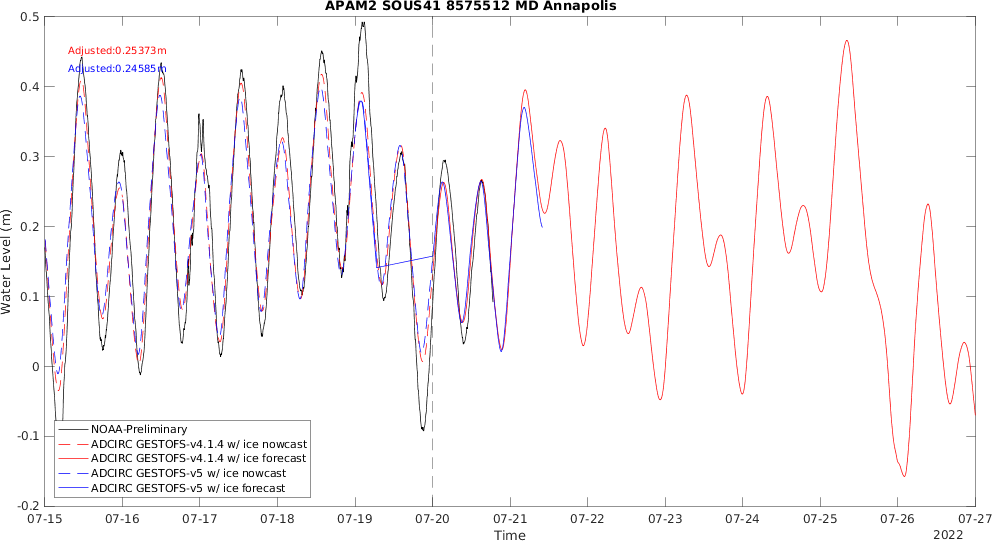 APAM2 SOUS41 8575512 MD Annapolis
Adjusted:0.25373m
Adjusted:0.24585m
Water Level (m)
0.5
0.4
0.3
0.2
0.1
0
-0.1
-0.2
NOAA-Preliminary
ADCIRC GESTOFS-v4.1.4 w/ ice nowcast
ADCIRC GESTOFS-v4.1.4 w/ ice forecast
ADCIRC GESTOFS-v5 w/ ice nowcast
ADCIRC GESTOFS-v5 w/ ice forecast
07-15 07-16 07-17 07-18 07-19 07-20 07-21 07-22 07-23 07-24 07-25 07-26 07-27
Time
2022